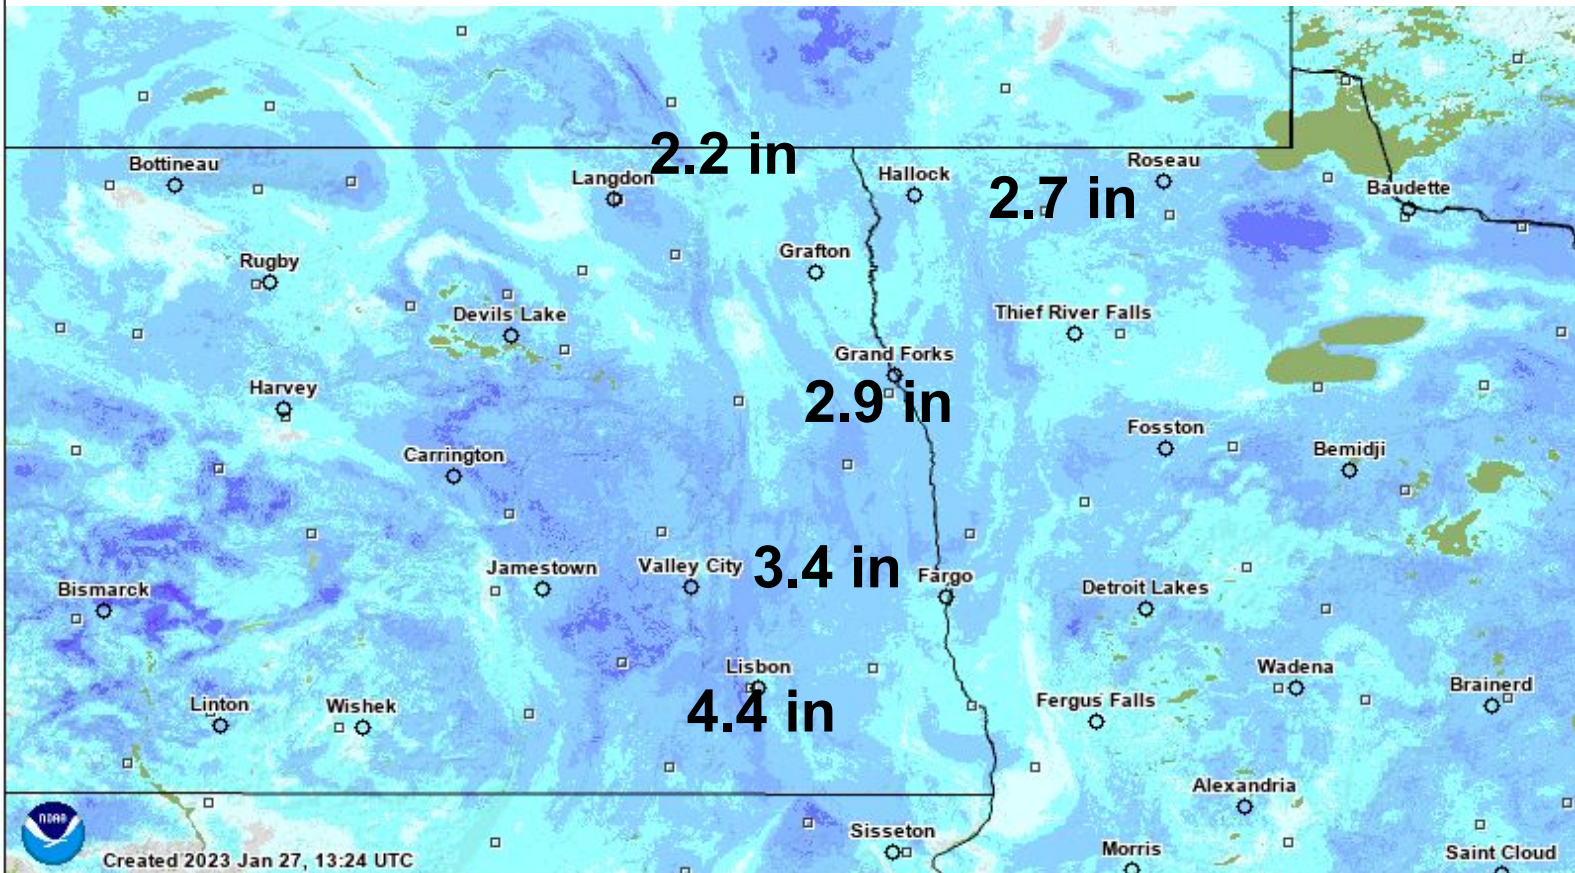 2.2 in
Bottineau
Roseau
Langdon
Hallock
2.7 in
Baudette
Grafton
Rugby
Devils Lake
Thief River Falls
Grand Forks
Harvey
2.9 in
Fosston
Carrington
Bemidji
Jamestown
Valley City
3.4 in
Fargo
Bismarck
Detroit Lakes
Lisbon
Wadena
Linton
Wishek
4.4 in
Fergus Falls
Brainerd
Alexandria
NOAA
Sisseton
Created 2023 Jan 27, 13:24 UTC
Morris
Saint Cloud